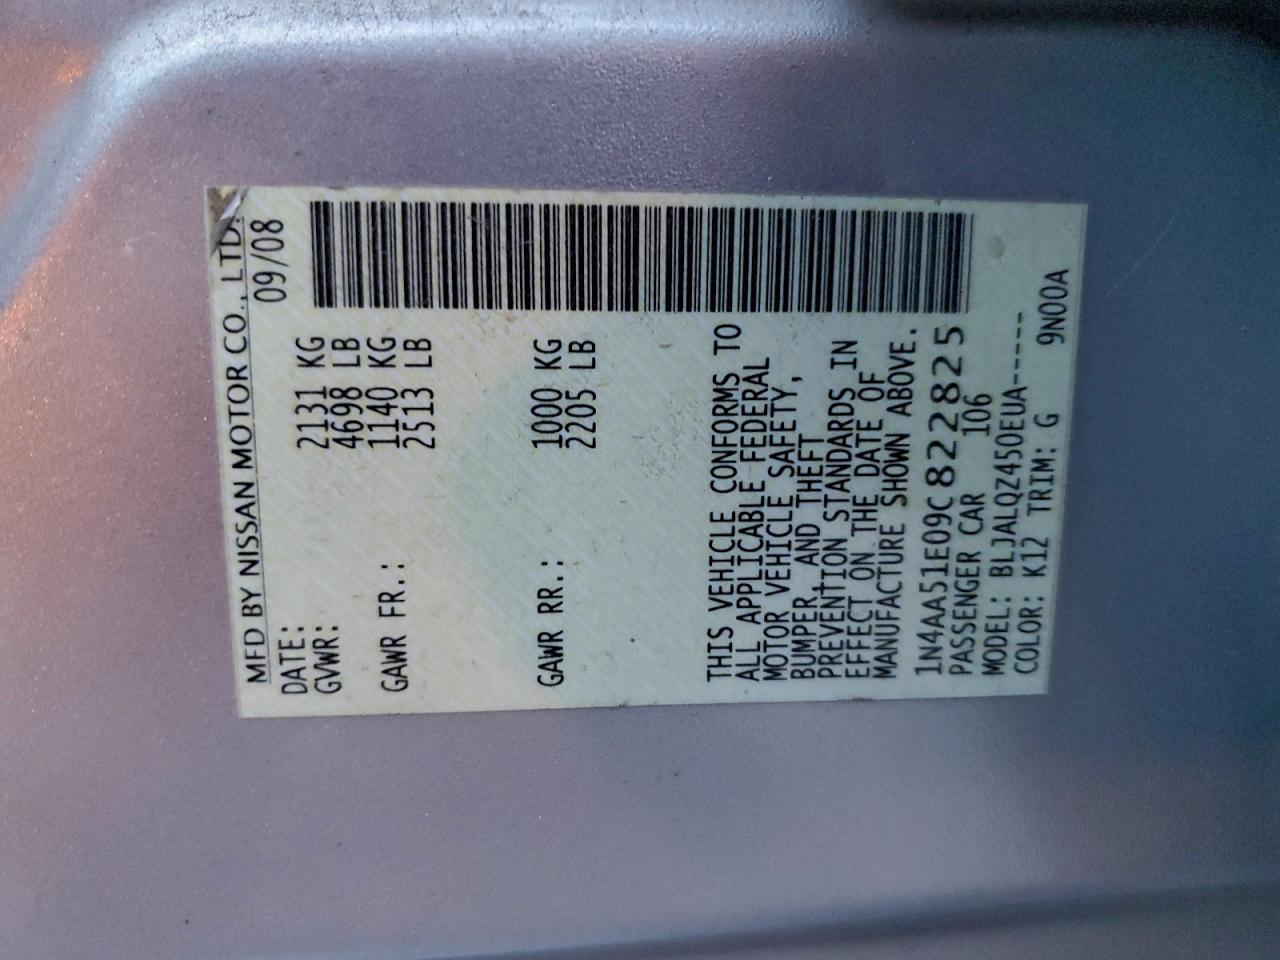 MFD BY NISSAN MOTOR CO., LTD.
DATE: 09/08
GVWR: 2131 KG
4698 LB
GAWR FR.: 1140 KG
2513 LB
GAWR RR.: 1000 KG
2205 LB
THIS VEHICLE CONFORMS TO
ALL APPLICABLE FEDERAL
MOTOR VEHICLE SAFETY,
BUMPER, AND THEFT
PREVENTION STANDARDS IN
EFFECT ON THE DATE OF
MANUFACTURE SHOWN ABOVE.
1N4AA51E09C822825
PASSENGER CAR 106
MODEL: BLJALQZ450EUA-----
COLOR: K12 TRIM: G 9N00A